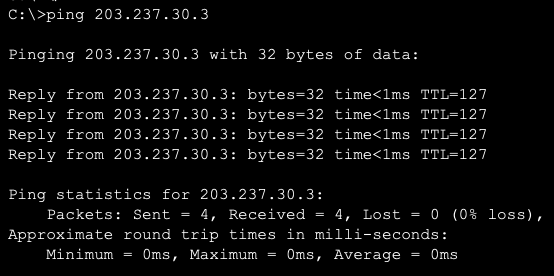 C:\>ping 203.237.30.3
Pinging 203.237.30.3 with 32 bytes of data:
Reply from 203.237.30.3: bytes=32 time<1ms TTL=127
Reply from 203.237.30.3: bytes=32 time<1ms TTL=127
Reply from 203.237.30.3: bytes=32 time<1ms TTL=127
Reply from 203.237.30.3: bytes=32 time<1ms TTL=127
Ping statistics for 203.237.30.3:
Packets: Sent = 4, Received = 4, Lost = 0 (0% loss),
Approximate round trip times in milli-seconds:
Minimum = 0ms, Maximum = 0ms, Average = 0ms